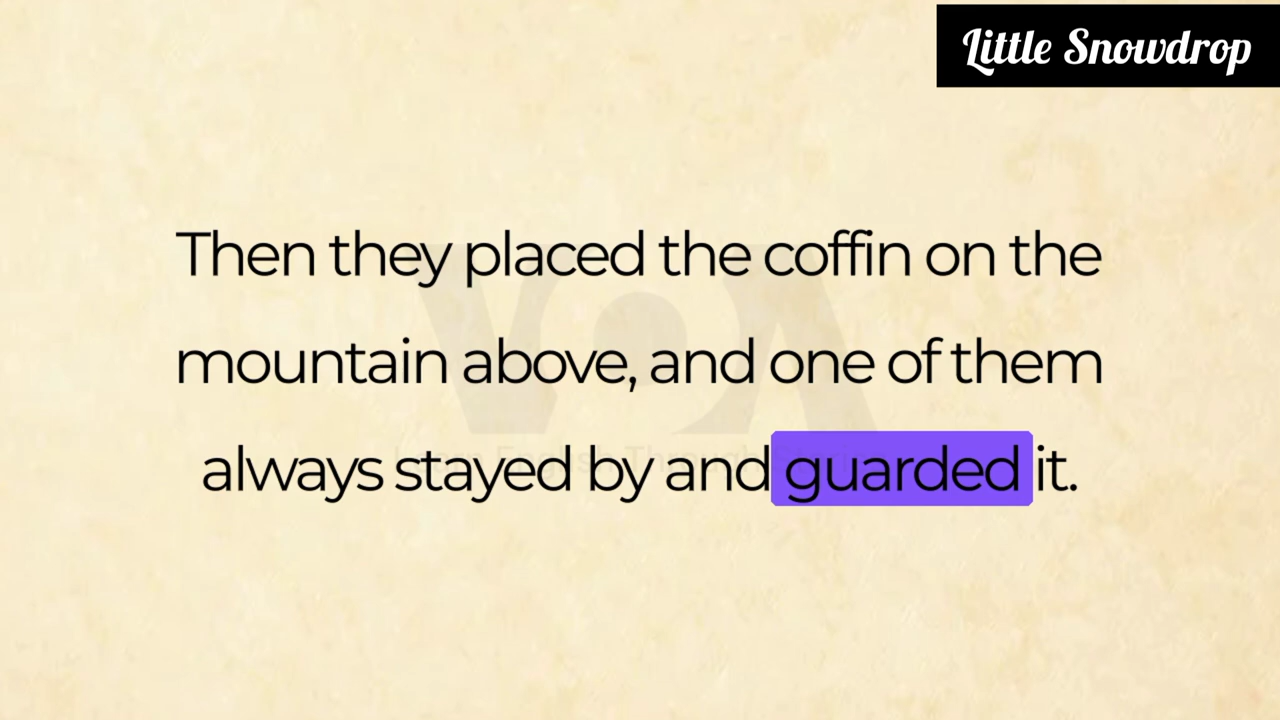 Little Snowdrop
Then they placed the coffin on the
mountain above, and one of them
always stayed by and guarded it.
VOA